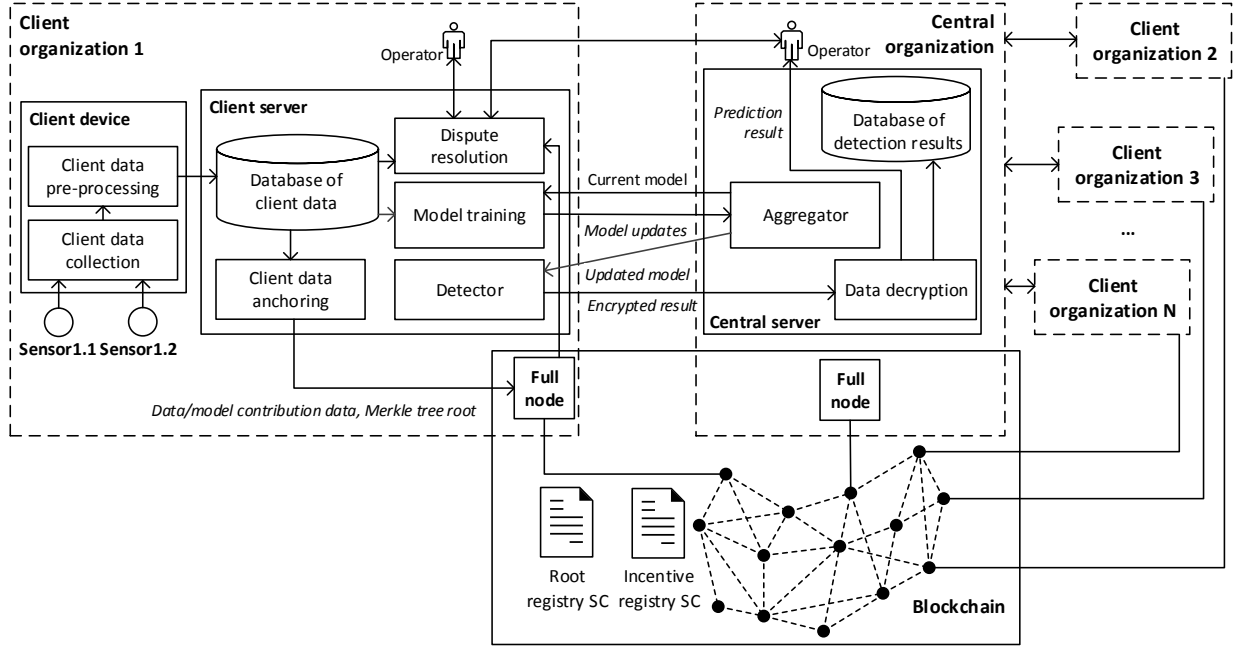 Client
organization 1
Operator
Client device
Client data
pre-processing
Client data
collection
Sensor1.1
Sensor1.2
Client server
Database of
client data
Client data
anchoring
Dispute
resolution
Model training
Detector
Current model
Model updates
Updated model
Encrypted result
Central
organization
Operator
Prediction
result
Database of
detection results
Aggregator
Data decryption
Central server
Client
organization 2
Client
organization 3
...
Client
organization N
Full
node
Full
node
Data/model contribution data, Merkle tree root
Root
registry SC
Incentive
registry SC
Blockchain